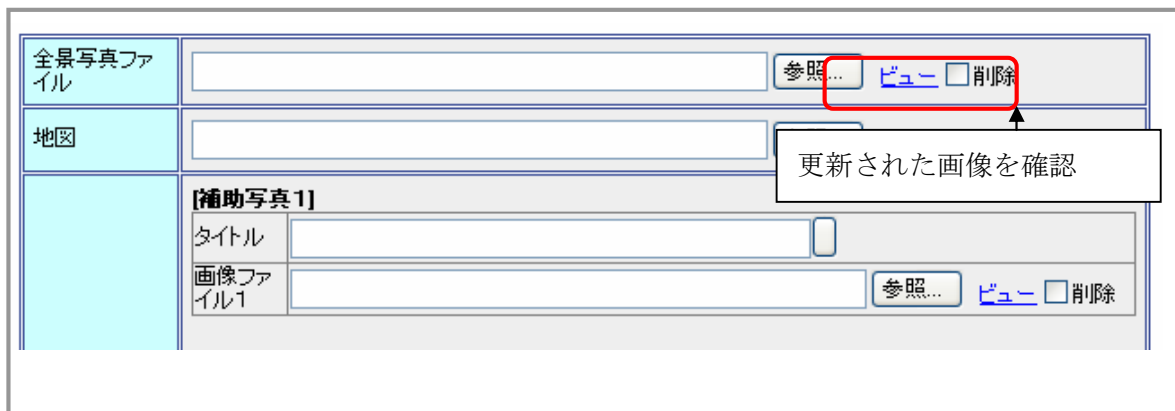 全景写真ファ
イル
参照...
ビュー 削除
地図
更新された画像を確認
[補助写真1]
タイトル
画像ファ
イル1
参照...
ビュー 削除